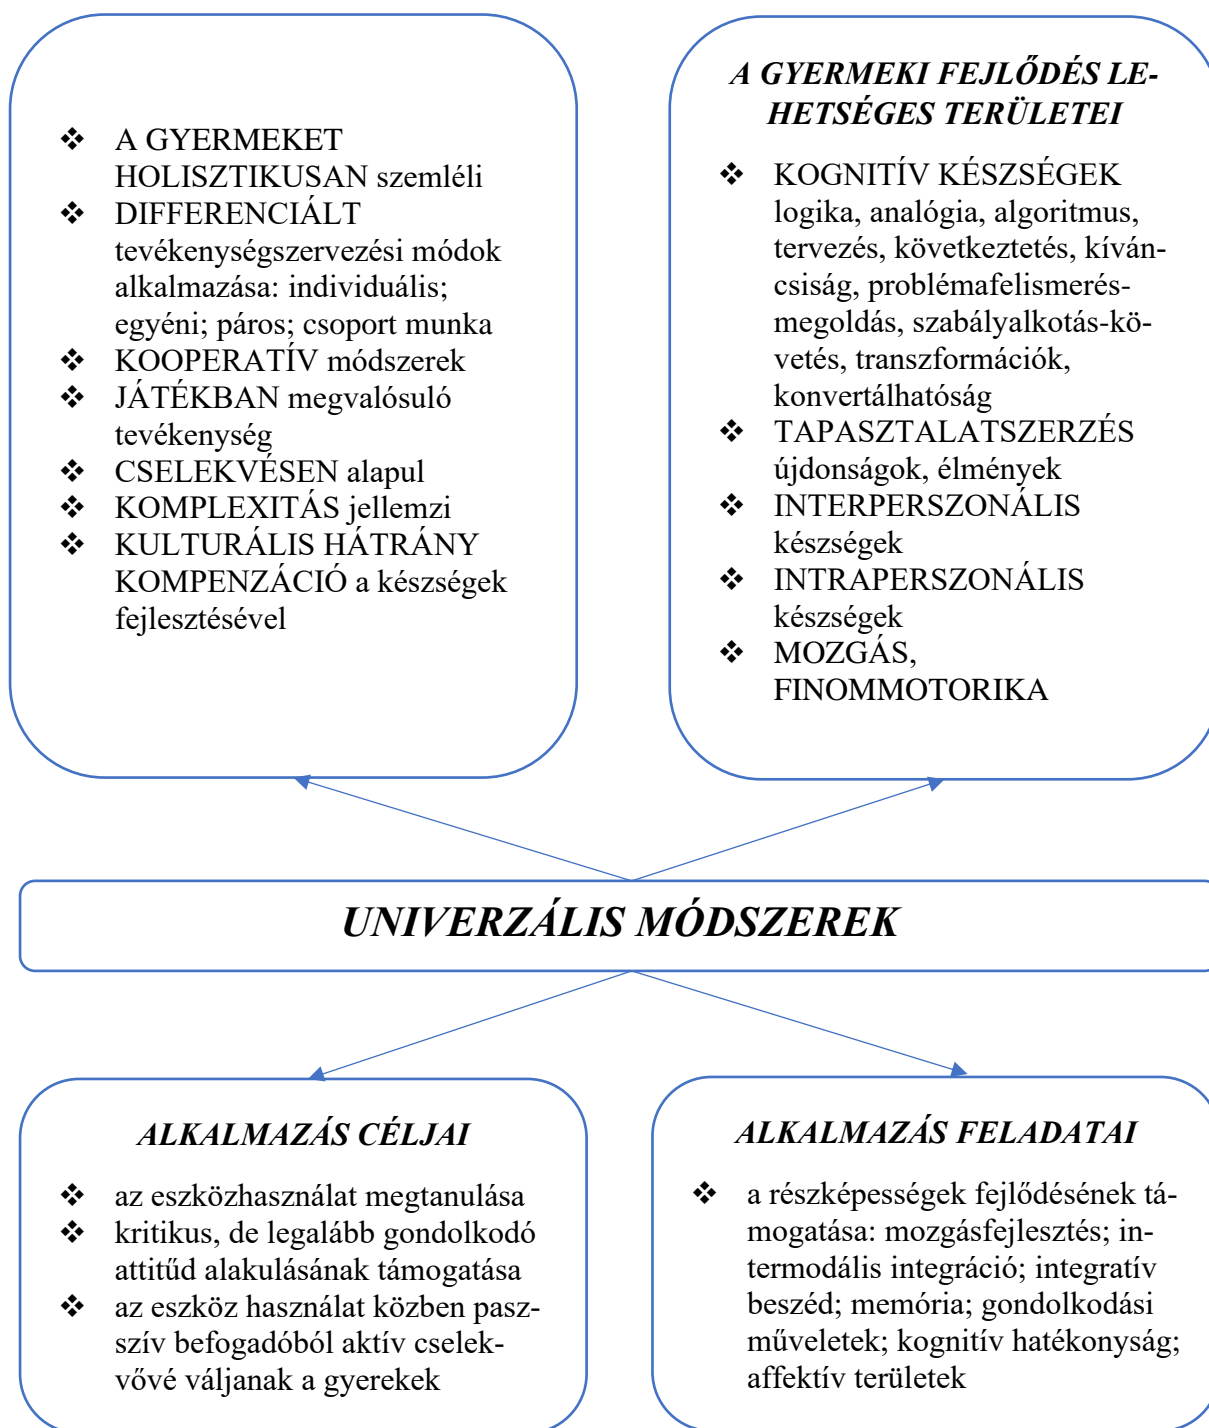 ❖ A GYERMEKET
HOLISZTIKUSAN szemléli
❖ DIFFERENCIÁLT
tevékenységszervezési módok
alkalmazása: individuális;
egyéni; páros; csoport munka
❖ KOOPERATÍV módszerek
❖ JÁTÉKBAN megvalósuló
tevékenység
❖ CSELEKVÉSEN alapul
❖ KOMPLEXITÁS jellemzi
❖ KULTURÁLIS HÁTRÁNY
KOMPENZÁCIÓ a készségek
fejlesztésével
A GYERMEKI FEJLŐDÉS LE-
HETSÉGES TERÜLETEI
❖ KOGNITÍV KÉSZSÉGEK
logika, analógia, algoritmus,
tervezés, következtetés, kíván-
csiság, problémafelismerés-
megoldás, szabályalkotás-kö-
vetés, transzformációk,
konvertálhatóság
❖ TAPASZTALATSZERZÉS
újdonságok, élmények
❖ INTERPERSZONÁLIS
készségek
❖ INTRAPERSZONÁLIS
készségek
❖ MOZGÁS,
FINOMMOTORIKA
UNIVERZÁLIS MÓDSZEREK
ALKALMAZÁS CÉLJAI
❖ az eszközhasználat megtanulása
❖ kritikus, de legalább gondolkodó
attitűd alakulásának támogatása
❖ az eszköz használat közben pasz-
szív befogadóból aktív cselek-
vővé váljanak a gyerekek
ALKALMAZÁS FELADATAI
❖ a részképességek fejlődésének tá-
mogatása: mozgásfejlesztés; in-
termodális integráció; integratív
beszéd; memória; gondolkodási
műveletek; kognitív hatékonyság;
affektív területek